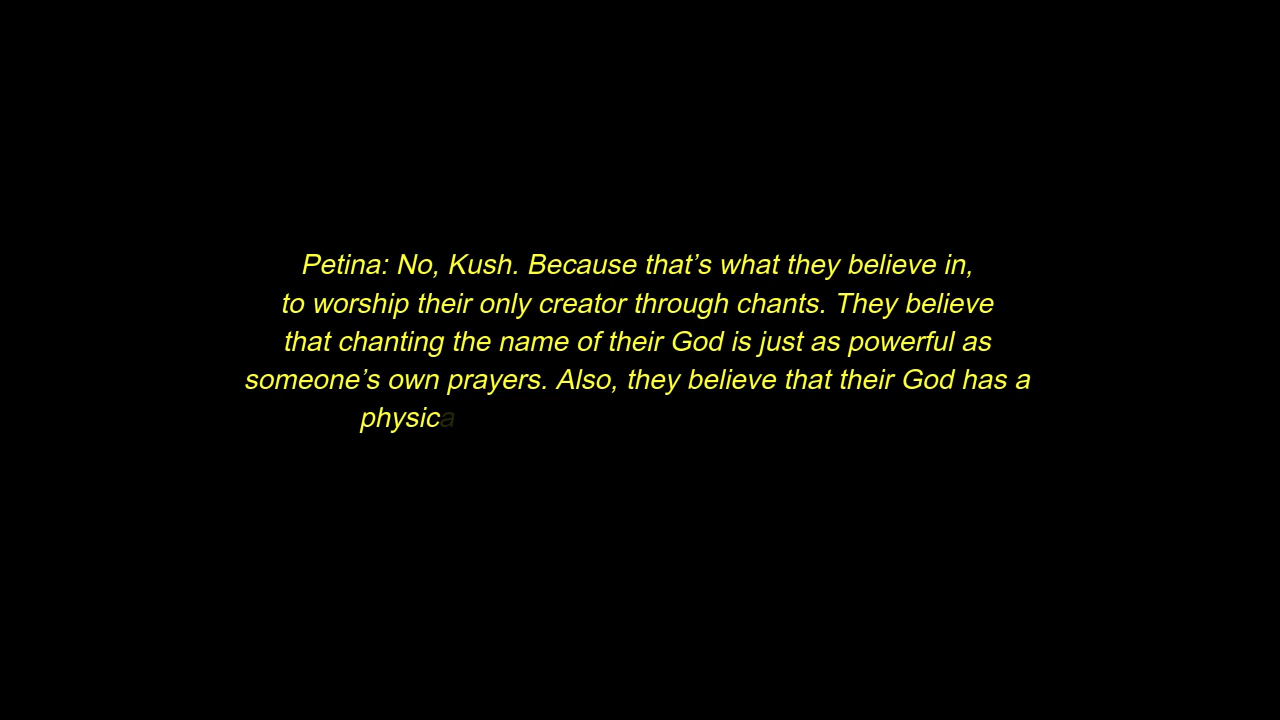 Petina: No, Kush. Because that’s what they believe in,
to worship their only creator through chants. They believe
that chanting the name of their God is just as powerful as
someone’s own prayers. Also, they believe that their God has a
physica